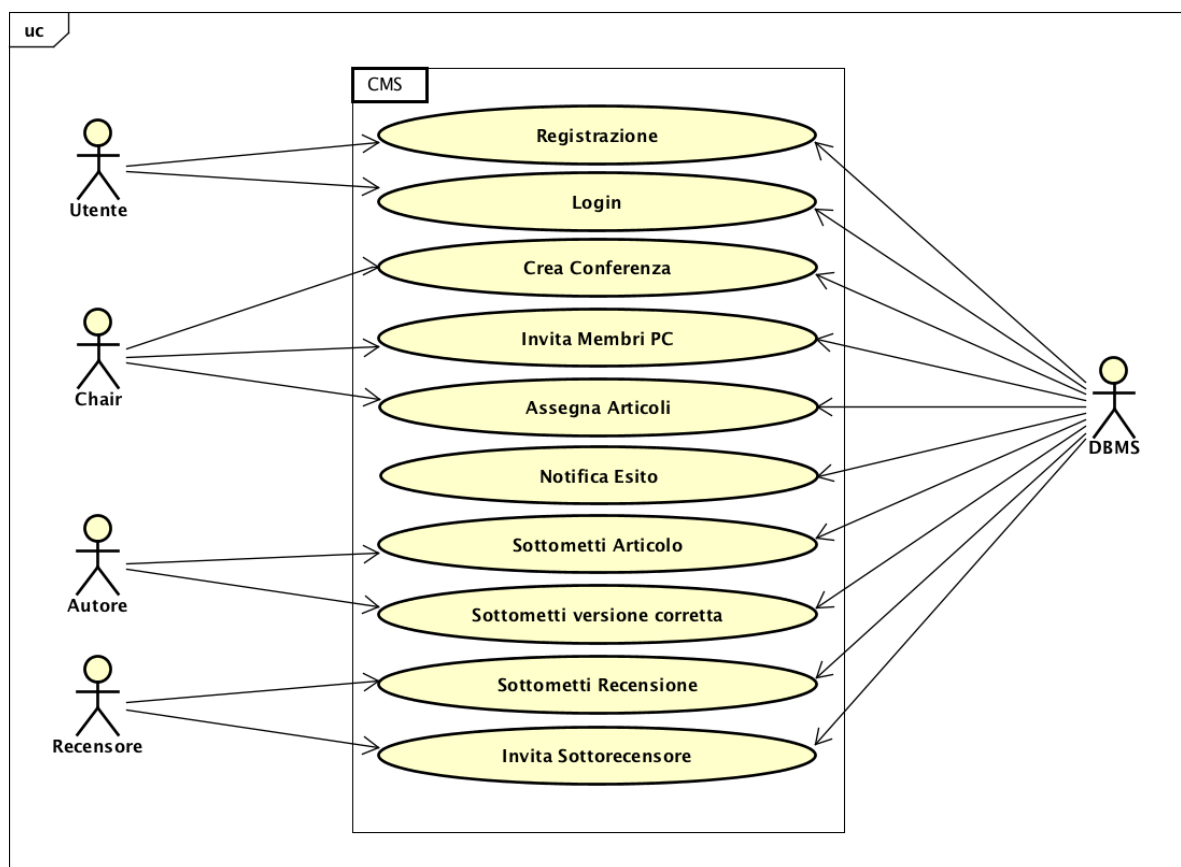 uc
CMS
Registrazione
Utente
Login
Crea Conferenza
Chair
Invita Membri PC
Assegna Articoli
DBMS
Notifica Esito
Sottometti Articolo
Autore
Sottometti versione corretta
Sottometti Recensione
Recensore
Invita Sottorecensore